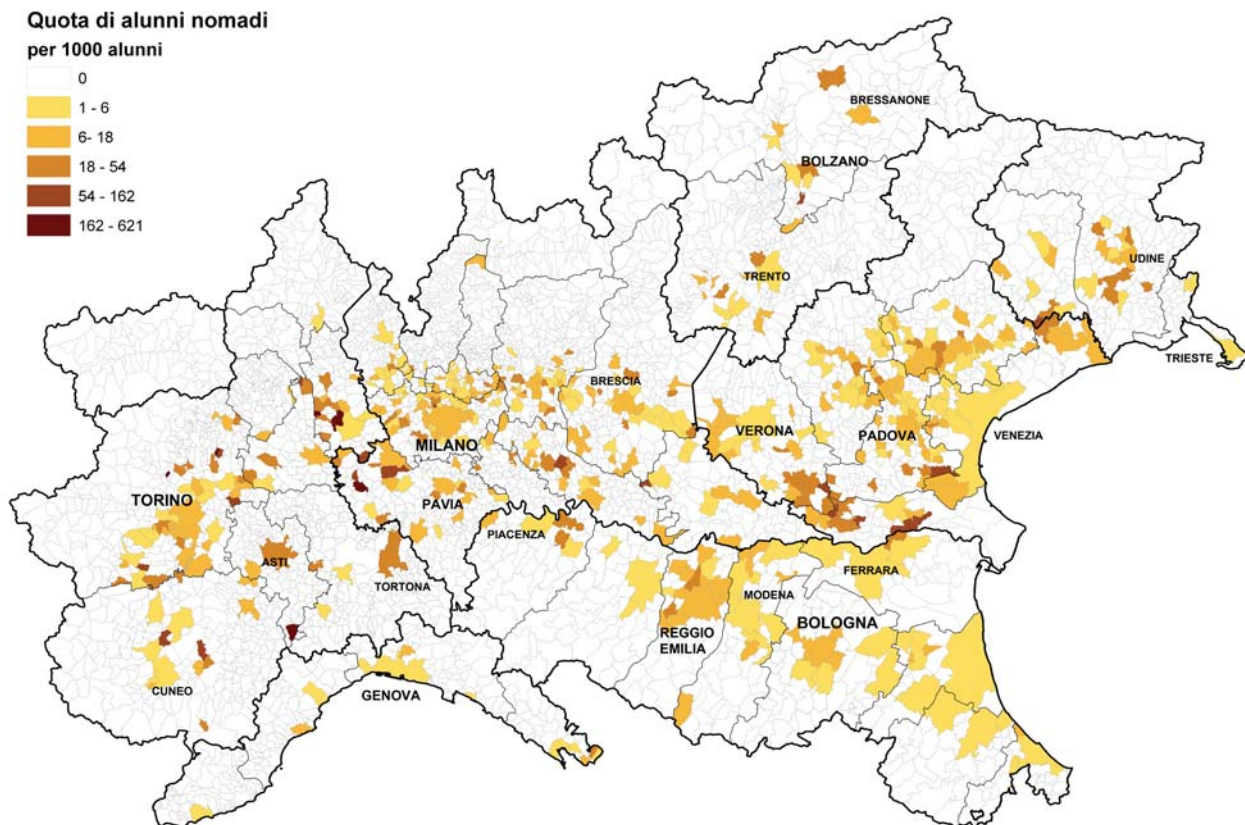 Quota di alunni nomadi
per 1000 alunni
0
1 - 6
6- 18
18 - 54
54 - 162
162 - 621
BRESSANONE
BOLZANO
UDINE
TRENTO
TRIESTE
BRESCIA
VERONA
PADOVA
VENEZIA
MILANO
TORINO
PAVIA
PIACENZA
ASTI
FERRARA
TORTONA
MODENA
BOLOGNA
REGGIO
EMILIA
CUNEO
GENOVA